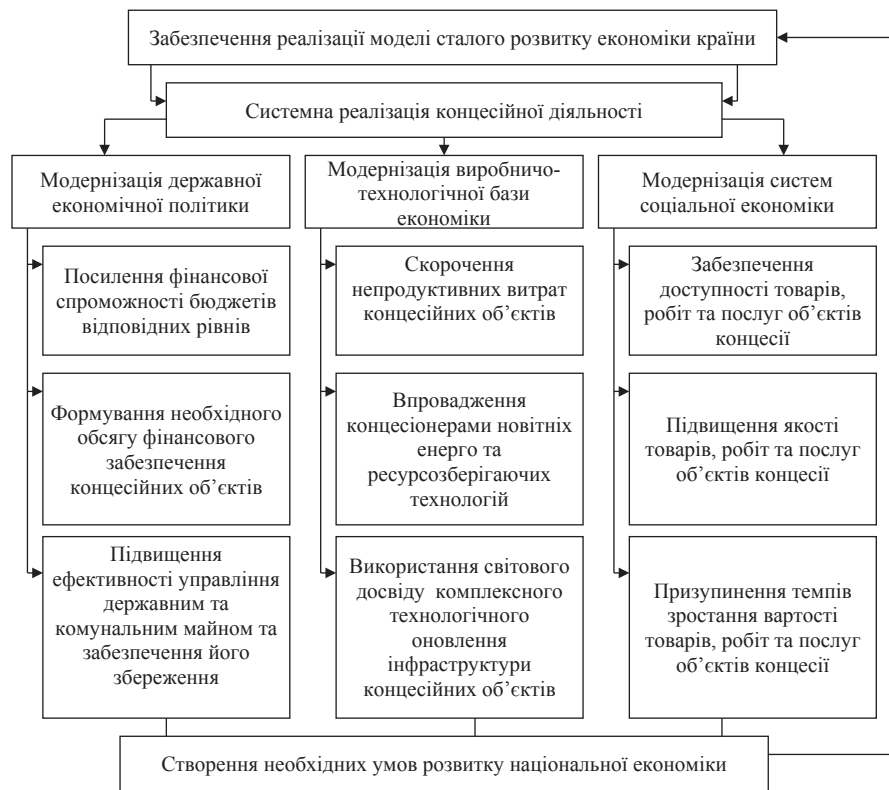 Забезпечення реалізації моделі сталого розвитку економіки країни
Системна реалізація концесійної діяльності
Модернізація державної
економічної політики
Модернізація виробничо-
технологічної бази
економіки
Модернізація систем
соціальної економіки
Посилення фінансової
спроможності бюджетів
відповідних рівнів
Скорочення
непродуктивних витрат
концесійних об’єктів
Забезпечення
доступності товарів,
робіт та послуг об’єктів
концесії
Формування необхідного
обсягу фінансового
забезпечення
концесійних об’єктів
Впровадження
концесіонерами новітніх
енерго та
ресурсозберігаючих
технологій
Підвищення якості
товарів, робіт та послуг
об’єктів концесії
Підвищення
ефективності управління
державним та
комунальним майном та
забезпечення його
збереження
Використання світового
досвіду комплексного
технологічного
оновлення
інфраструктури
концесійних об’єктів
Призупинення темпів
зростання вартості
товарів, робіт та послуг
об’єктів концесії
Створення необхідних умов розвитку національної економіки